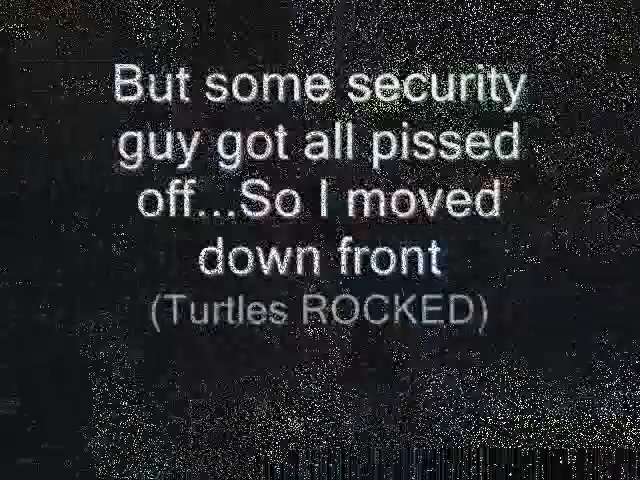 But some security
guy got all pissed
off...So I moved
down front
(Turtles ROCKED)